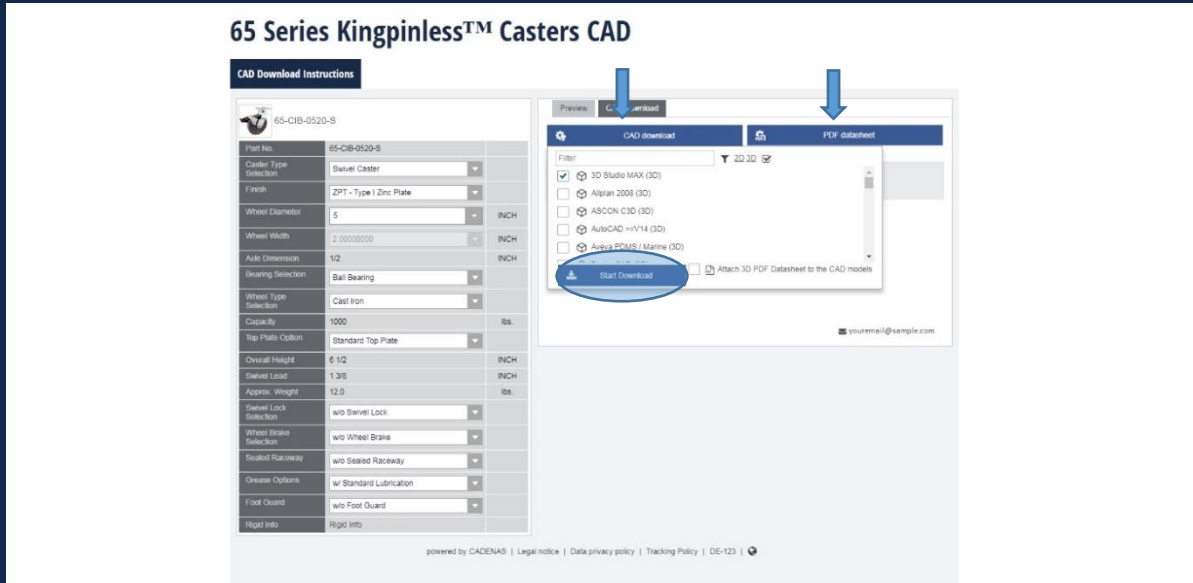 65 Series Kingpinless™ Casters CAD
CAD Download Instructions
65-CIB-0520-S
Part No. 65-CIB-0520-S
Caster Type Selection Swivel Caster
Finish ZPT - Type I Zinc Plate
Wheel Diameter 5 INCH
Wheel Width 2.00000000 INCH
Axle Dimension 1/2 INCH
Bearing Selection Ball Bearing
Wheel Type Selection Cast Iron
Capacity 1000 lbs.
Top Plate Option Standard Top Plate
Overall Height 6 1/2 INCH
Swivel Lead 1 3/8 INCH
Approx. Weight 12.0 lbs.
Swivel Lock Selection w/o Swivel Lock
Wheel Brake Selection w/o Wheel Brake
Sealed Raceway w/o Sealed Raceway
Grease Options w/ Standard Lubrication
Foot Guard w/o Foot Guard
Rigid Info Rigid Info
Preview
CAD download PDF datasheet
Filter 2D 3D
3D Studio MAX (3D)
Allplan 2008 (3D)
ASCON C3D (3D)
AutoCAD >=V14 (3D)
Aveva PDMS / Marine (3D)
Start Download Attach 3D PDF Datasheet to the CAD models
youremail@sample.com
powered by CADENAS | Legal notice | Data privacy policy | Tracking Policy | DE-123 |